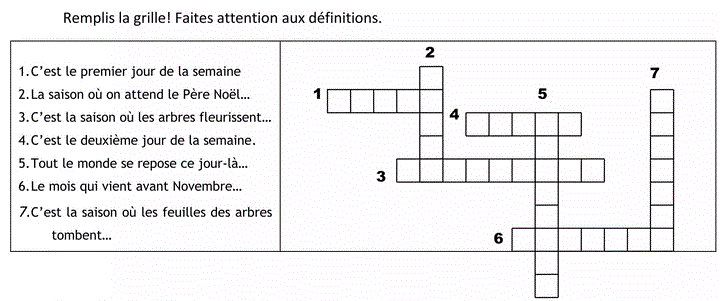 Remplis la grille! Faites attention aux définitions.
1.C’est le premier jour de la semaine
2.La saison où on attend le Père Noël…
3.C’est la saison où les arbres fleurissent…
4.C’est le deuxième jour de la semaine.
5.Tout le monde se repose ce jour-là…
6.Le mois qui vient avant Novembre…
7.C’est la saison où les feuilles des arbres
tombent…
2
7
1
5
4
3
6